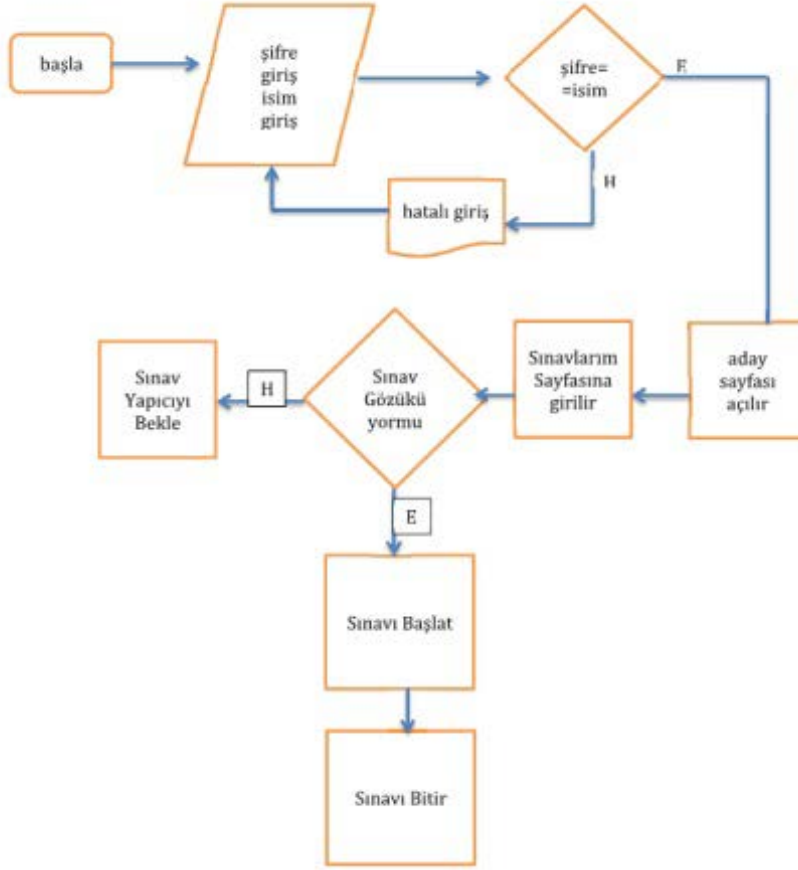 başla
şifre
giriş
isim
giriş
şifre=
=isim
E
H
hatalı giriş
aday
sayfası
açılır
Sınavlarım
Sayfasına
girilir
Sınav
Gözükü
yormu
H
Sınav
Yapıcıyı
Bekle
E
Sınavı Başlat
Sınavı Bitir